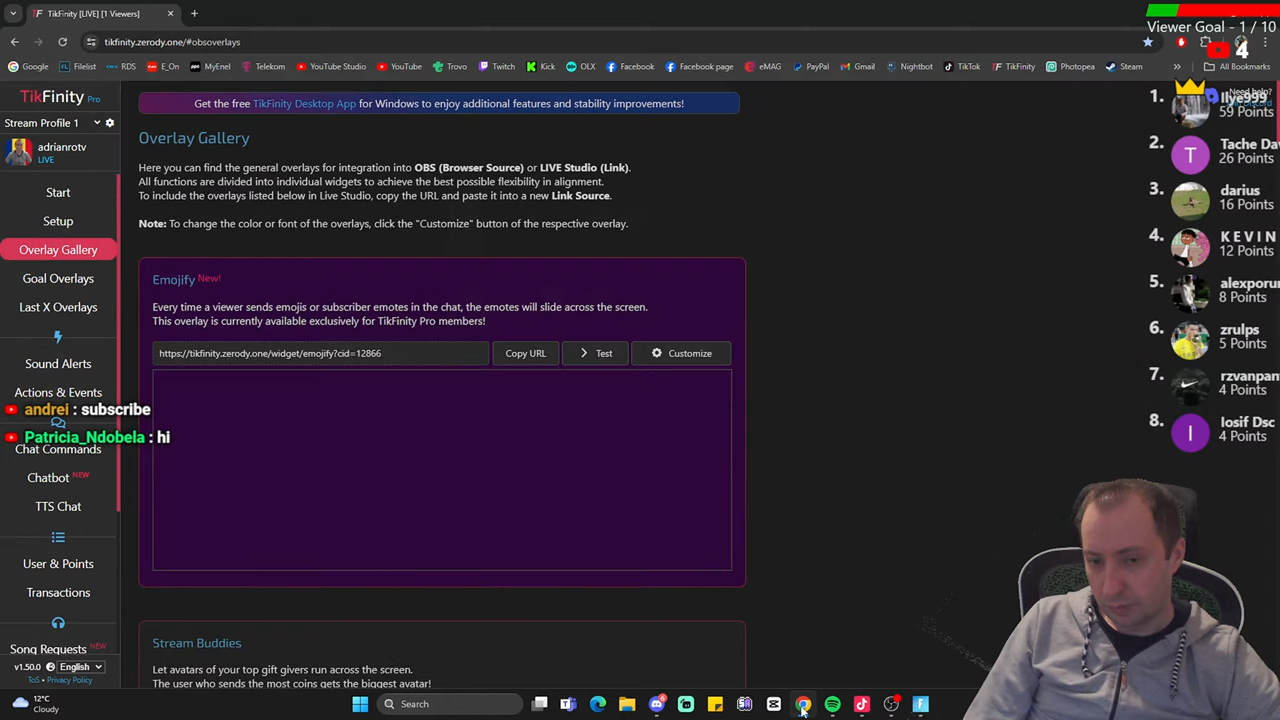 TikFinity [LIVE] [1 Viewers]
tikfinity.zerody.one/#obsoverlays
Google
Filelist
RDS
E_On
MyEnel
Telekom
YouTube Studio
YouTube
Trovo
Twitch
Kick
OLX
Facebook
Facebook page
eMAG
PayPal
Gmail
Nightbot
TikTok
TikFinity
Photopea
Steam
All Bookmarks
Viewer Goal - 1 / 10
4
TikFinity Pro
Stream Profile 1
adrianrotv
LIVE
Start
Setup
Overlay Gallery
Goal Overlays
Last X Overlays
Sound Alerts
Actions & Events
andrei : subscribe
Patricia_Ndobela : hi
Chat Commands
Chatbot NEW
TTS Chat
User & Points
Transactions
Song Requests NEW
v1.50.0 English
ToS • Privacy Policy
Get the free TikFinity Desktop App for Windows to enjoy additional features and stability improvements!
Overlay Gallery
Here you can find the general overlays for integration into OBS (Browser Source) or LIVE Studio (Link).
All functions are divided into individual widgets to achieve the best possible flexibility in alignment.
To include the overlays listed below in Live Studio, copy the URL and paste it into a new Link Source.
Note: To change the color or font of the overlays, click the "Customize" button of the respective overlay.
Emojify New!
Every time a viewer sends emojis or subscriber emotes in the chat, the emotes will slide across the screen.
This overlay is currently available exclusively for TikFinity Pro members!
https://tikfinity.zerody.one/widget/emojify?cid=12866
Copy URL
Test
Customize
Stream Buddies
Let avatars of your top gift givers run across the screen.
The user who sends the most coins gets the biggest avatar!
Need help?
1. Ilye999
59 Points
2. T Tache Da
26 Points
3. darius
16 Points
4. K E V I N
12 Points
5. alexporu
8 Points
6. zrulps
5 Points
7. rzvanpan
4 Points
8. I Iosif Dsc
4 Points
12°C
Cloudy
Search
6